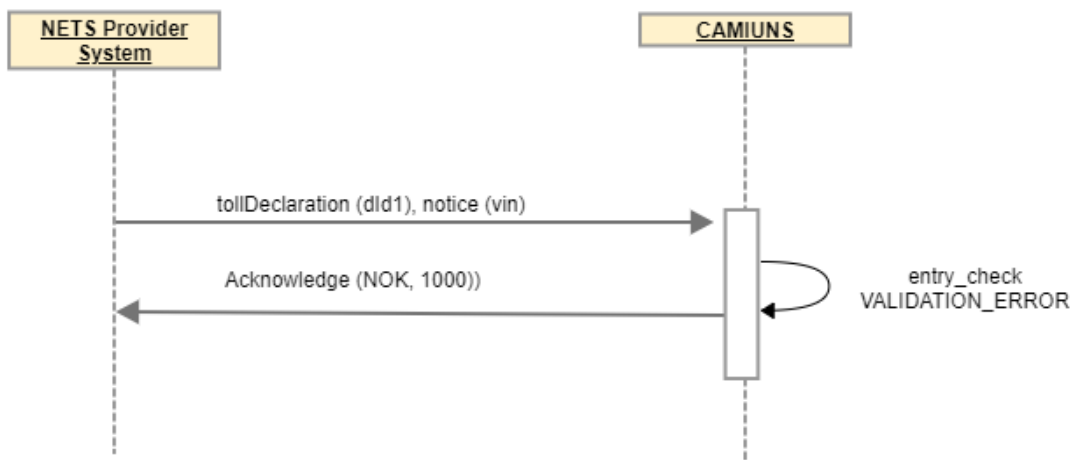 NETS Provider
System
CAMIUNS
tollDeclaration (dId1), notice (vin)
Acknowledge (NOK, 1000))
entry_check
VALIDATION_ERROR